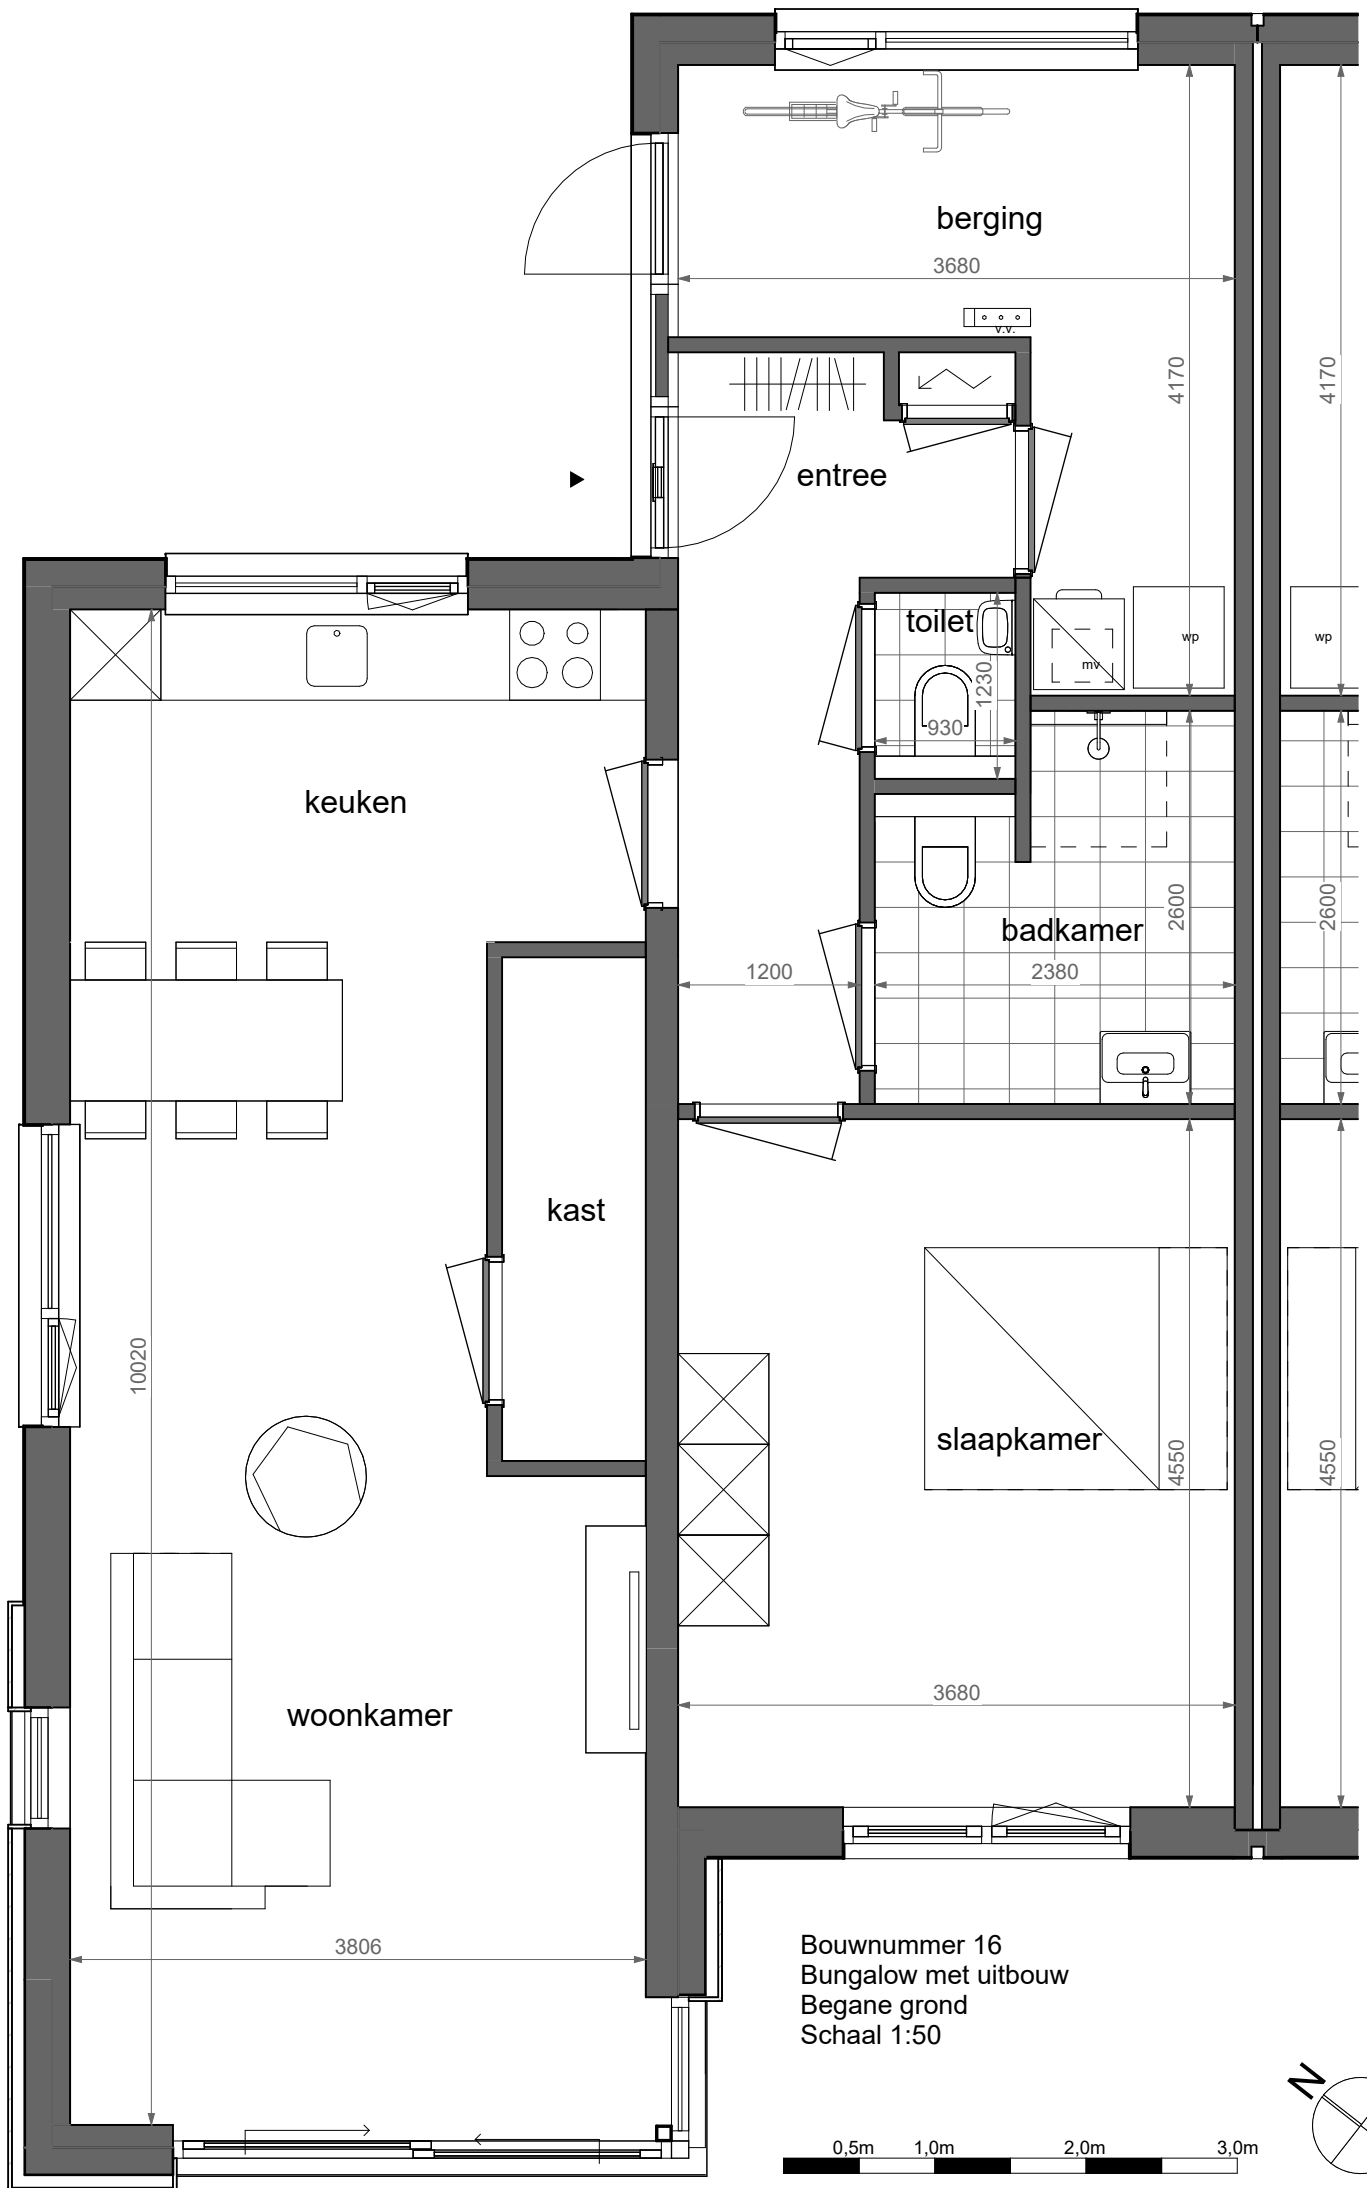 berging
3680
v.v.
4170
4170
entree
toilet
1230
930
mv
wp
wp
keuken
badkamer
2600
2600
1200
2380
kast
10020
slaapkamer
4550
4550
3680
woonkamer
3806
Bouwnummer 16
Bungalow met uitbouw
Begane grond
Schaal 1:50
N
0,5m 1,0m 2,0m 3,0m